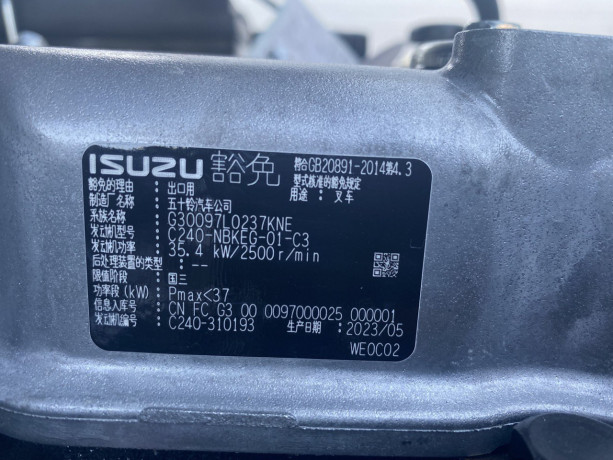 ISUZU 豁免 符合GB20891-2014第4.3
型式核准的豁免规定
豁免的理由 : 出口用 用途 : 叉车
制造厂名称 : 五十铃汽车公司
系族名称 : G30097L0237KNE
发动机型号 : C240-NBKEG-01-C3
发动机功率 : 35.4 kW/2500r/min
后处理装置的类型 : --
限值阶段 : 国三
功率段(kW) : Pmax<37
信息入库号 : CN FC G3 00 0097000025 000001
发动机编号 : C240-310193 生产日期 : 2023/05
WE0C02